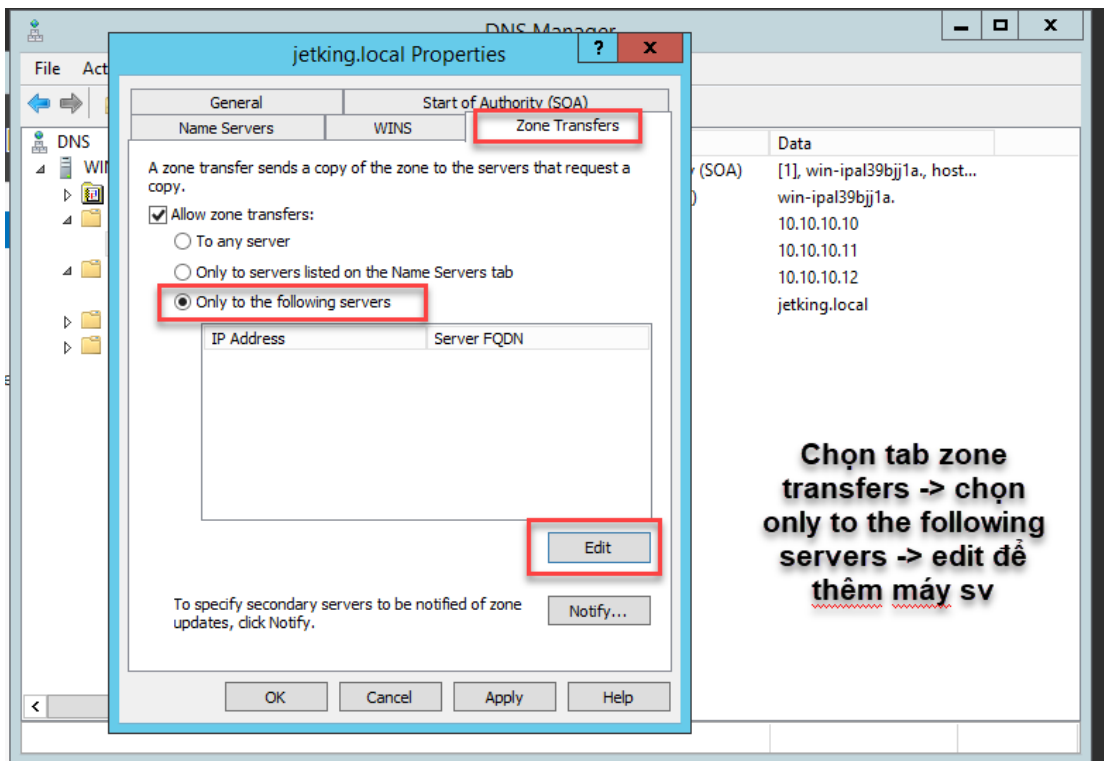 DNS Manager
jetking.local Properties
?
x
x
File Act
General
Start of Authority (SOA)
Name Servers
WINS
Zone Transfers
DNS
WI
Data
A zone transfer sends a copy of the zone to the servers that request a
copy.
Allow zone transfers:
To any server
Only to servers listed on the Name Servers tab
Only to the following servers
IP Address
Server FQDN
(SOA)
[1], win-ipal39bjj1a., host...
)
win-ipal39bjj1a.
10.10.10.10
10.10.10.11
10.10.10.12
jetking.local
Edit
To specify secondary servers to be notified of zone
updates, click Notify.
Notify...
OK
Cancel
Apply
Help
Chọn tab zone
transfers -> chọn
only to the following
servers -> edit để
thêm máy sv